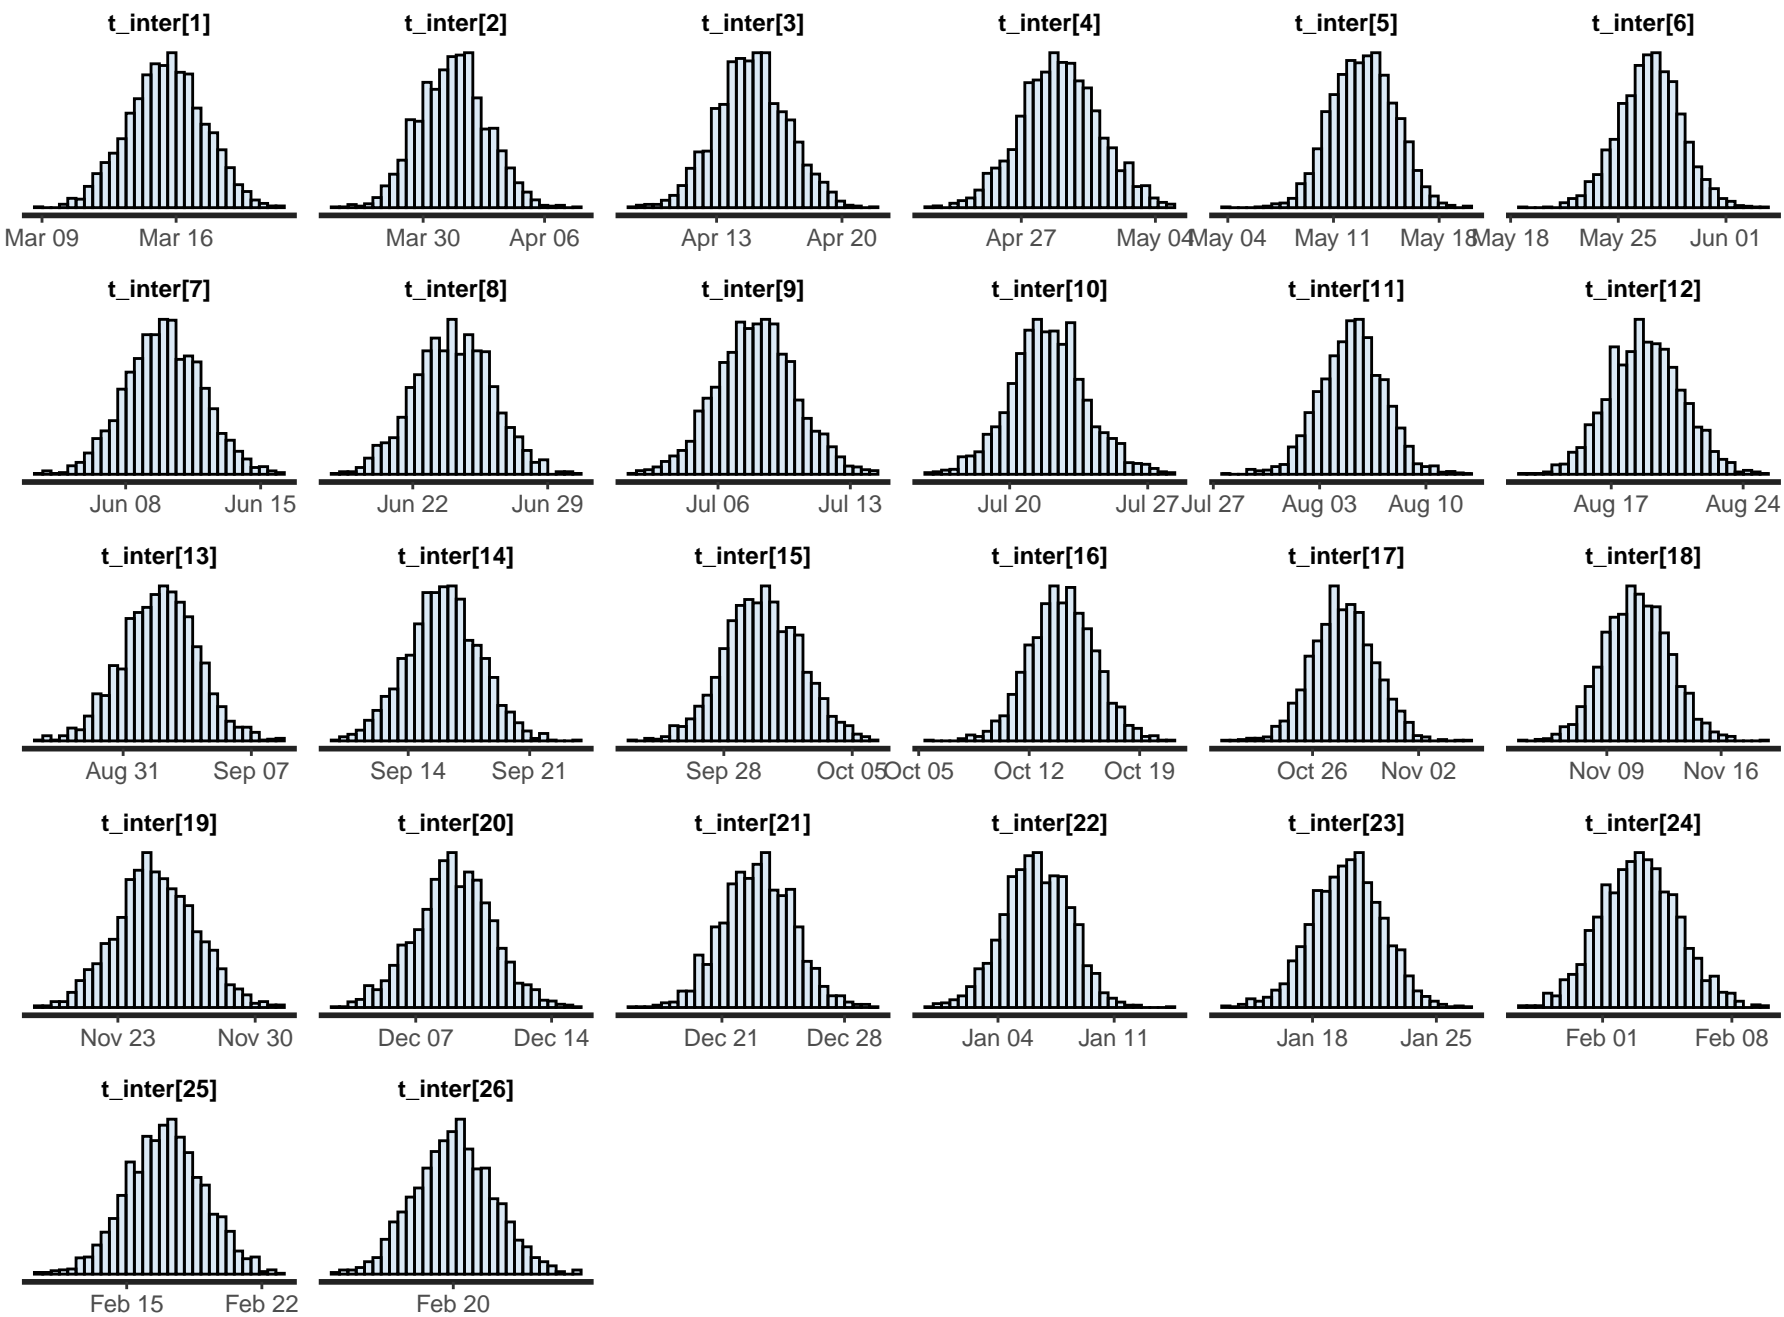 t_inter[1] t_inter[2] t_inter[3] t_inter[4] t_inter[5] t_inter[6]
Mar 09 Mar 16 Mar 30 Apr 06 Apr 13 Apr 20 Apr 27 May 04 May 04 May 11 May 18 May 18 May 25 Jun 01
t_inter[7] t_inter[8] t_inter[9] t_inter[10] t_inter[11] t_inter[12]
Jun 08 Jun 15 Jun 22 Jun 29 Jul 06 Jul 13 Jul 20 Jul 27 Jul 27 Aug 03 Aug 10 Aug 17 Aug 24
t_inter[13] t_inter[14] t_inter[15] t_inter[16] t_inter[17] t_inter[18]
Aug 31 Sep 07 Sep 14 Sep 21 Sep 28 Oct 05 Oct 05 Oct 12 Oct 19 Oct 26 Nov 02 Nov 09 Nov 16
t_inter[19] t_inter[20] t_inter[21] t_inter[22] t_inter[23] t_inter[24]
Nov 23 Nov 30 Dec 07 Dec 14 Dec 21 Dec 28 Jan 04 Jan 11 Jan 18 Jan 25 Feb 01 Feb 08
t_inter[25] t_inter[26]
Feb 15 Feb 22 Feb 20